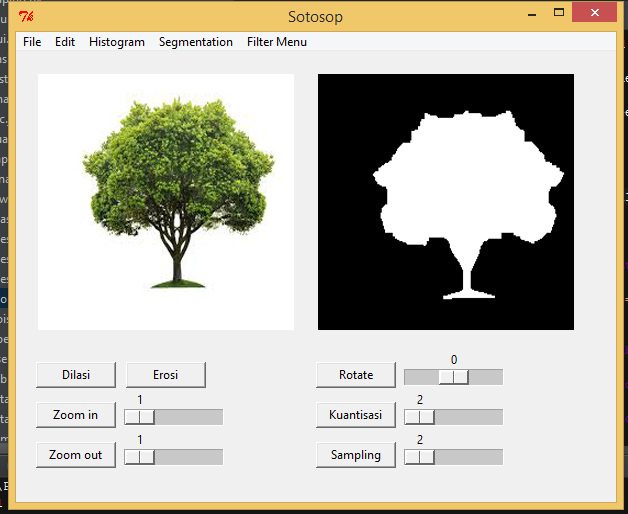 Sotosop
File Edit Histogram Segmentation Filter Menu
Dilasi Erosi Rotate 0
Zoom in 1 Kuantisasi 2
Zoom out 1 Sampling 2